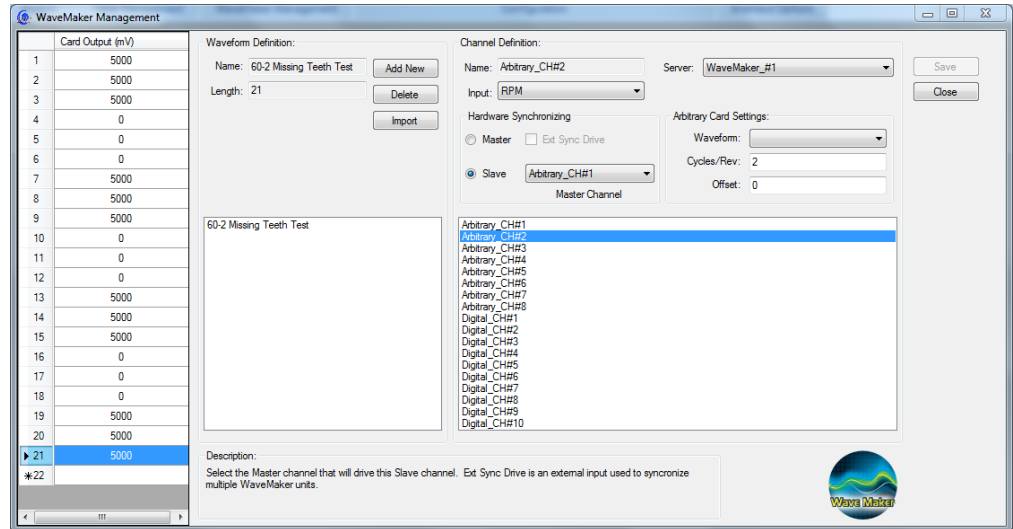 WaveMaker Management
Card Output (mV)
1 5000
2 5000
3 5000
4 0
5 0
6 0
7 5000
8 5000
9 5000
10 0
11 0
12 0
13 5000
14 5000
15 5000
16 0
17 0
18 0
19 5000
20 5000
21 5000
22
Waveform Definition:
Name: 60-2 Missing Teeth Test Add New
Length: 21 Delete
Import
60-2 Missing Teeth Test
Channel Definition:
Name: Arbitrary_CH#2 Server: WaveMaker_#1
Input: RPM
Hardware Synchronizing
Master Ext Sync Drive
Slave Arbitrary_CH#1
Master Channel
Arbitrary Card Settings:
Waveform:
Cycles/Rev: 2
Offset: 0
Save
Close
Arbitrary_CH#1
Arbitrary_CH#2
Arbitrary_CH#3
Arbitrary_CH#4
Arbitrary_CH#5
Arbitrary_CH#6
Arbitrary_CH#7
Arbitrary_CH#8
Digital_CH#1
Digital_CH#2
Digital_CH#3
Digital_CH#4
Digital_CH#5
Digital_CH#6
Digital_CH#7
Digital_CH#8
Digital_CH#9
Digital_CH#10
Description:
Select the Master channel that will drive this Slave channel. Ext Sync Drive is an external input used to syncronize
multiple WaveMaker units.
Wave Maker